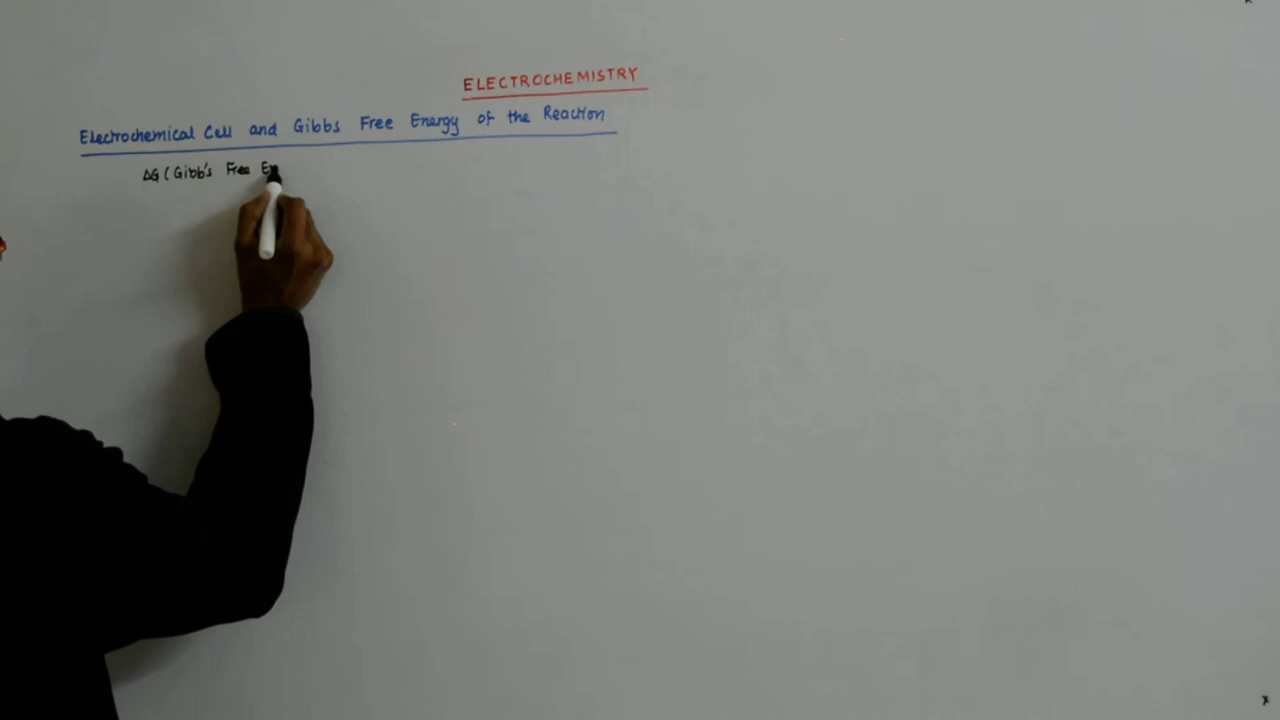 ELECTROCHEMISTRY
Electrochemical Cell and Gibbs Free Energy of the Reaction
ΔG (Gibb's Free En
x